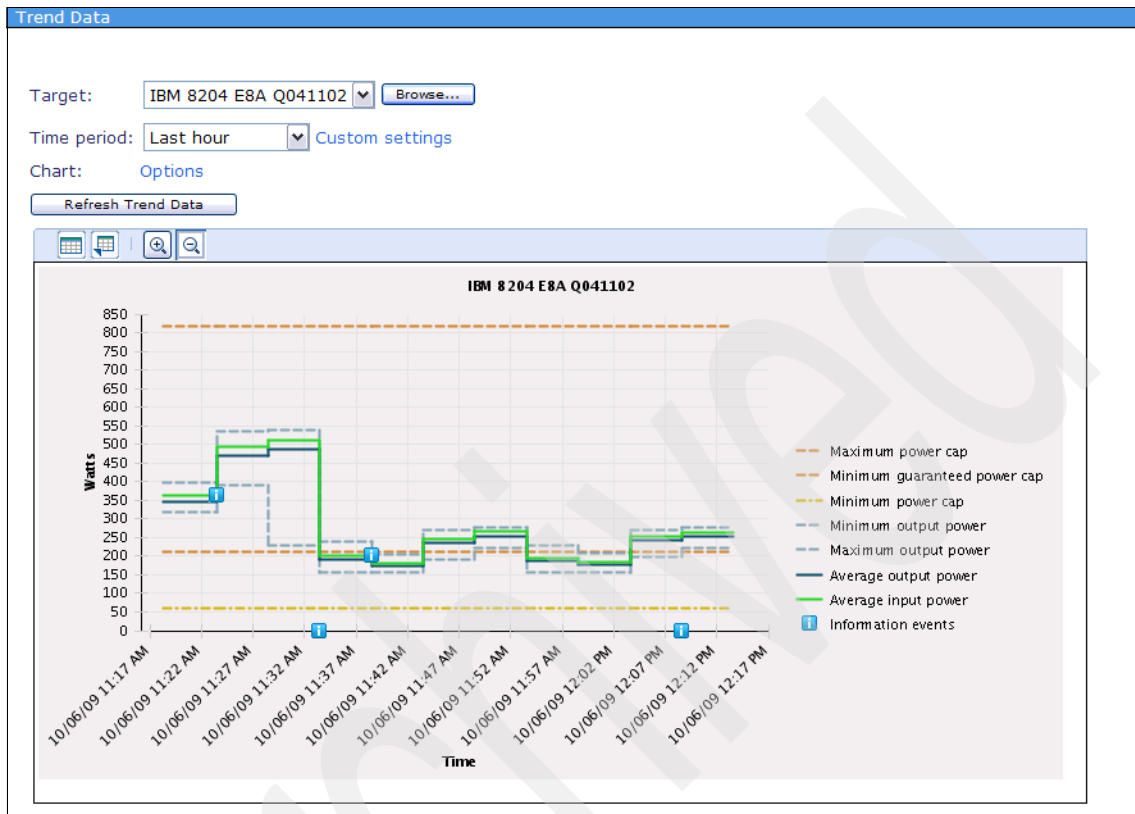 Trend Data
Target: IBM 8204 E8A Q041102 Browse...
Time period: Last hour Custom settings
Chart: Options
Refresh Trend Data
IBM 8204 E8A Q041102
850
800
750
700
650
600
550
500
450
400
350
300
250
200
150
100
50
0
Watts
10/06/09 11:17 AM
10/06/09 11:22 AM
10/06/09 11:27 AM
10/06/09 11:32 AM
10/06/09 11:37 AM
10/06/09 11:42 AM
10/06/09 11:47 AM
10/06/09 11:52 AM
10/06/09 11:57 AM
10/06/09 12:02 PM
10/06/09 12:07 PM
10/06/09 12:12 PM
10/06/09 12:17 PM
Time
Maximum power cap
Minimum guaranteed power cap
Minimum power cap
Minimum output power
Maximum output power
Average output power
Average input power
Information events